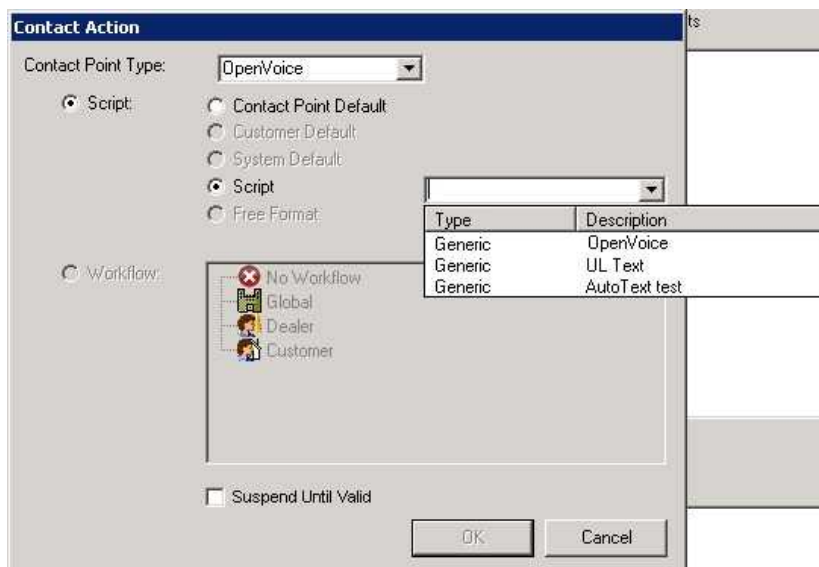 Contact Action
ts
Contact Point Type: OpenVoice
Script: Contact Point Default
Customer Default
System Default
Script
Free Format
Type Description
Generic OpenVoice
Generic UL Text
Generic AutoText test
Workflow: No Workflow
Global
Dealer
Customer
Suspend Until Valid
OK Cancel